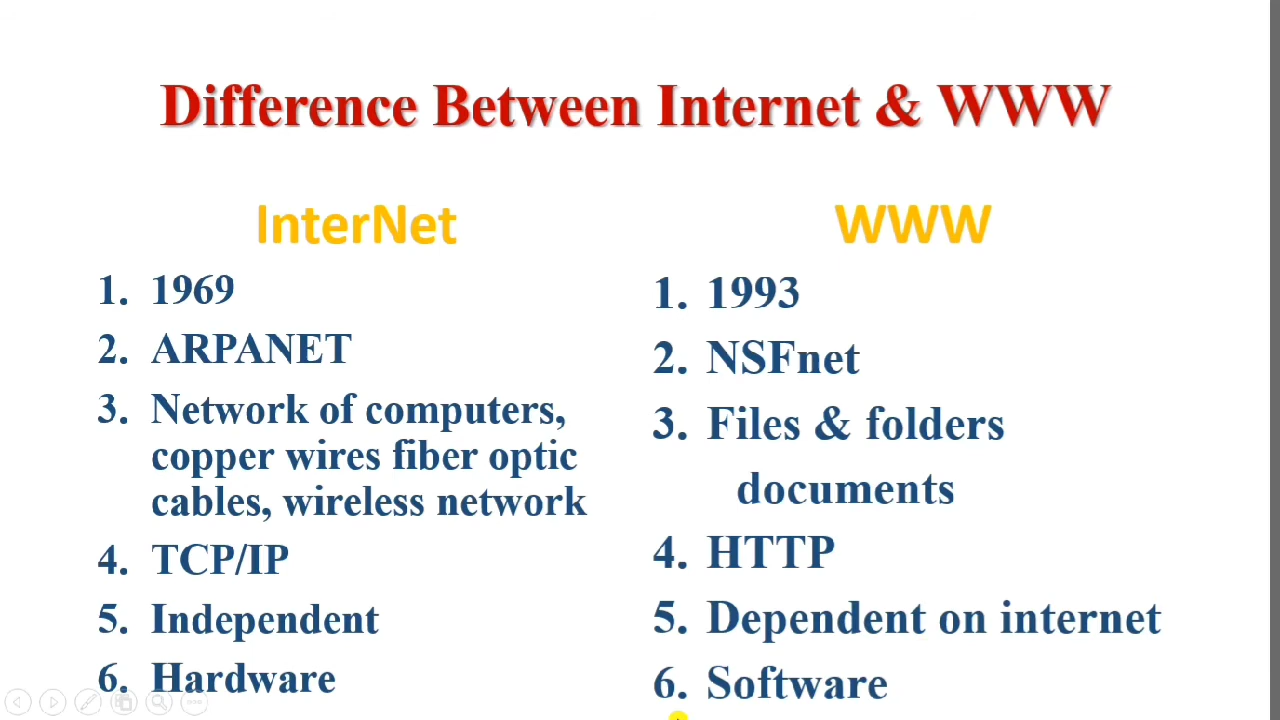 Difference Between Internet & WWW
InterNet
1. 1969
2. ARPANET
3. Network of computers,
copper wires fiber optic
cables, wireless network
4. TCP/IP
5. Independent
6. Hardware
WWW
1. 1993
2. NSFnet
3. Files & folders
documents
4. HTTP
5. Dependent on internet
6. Software